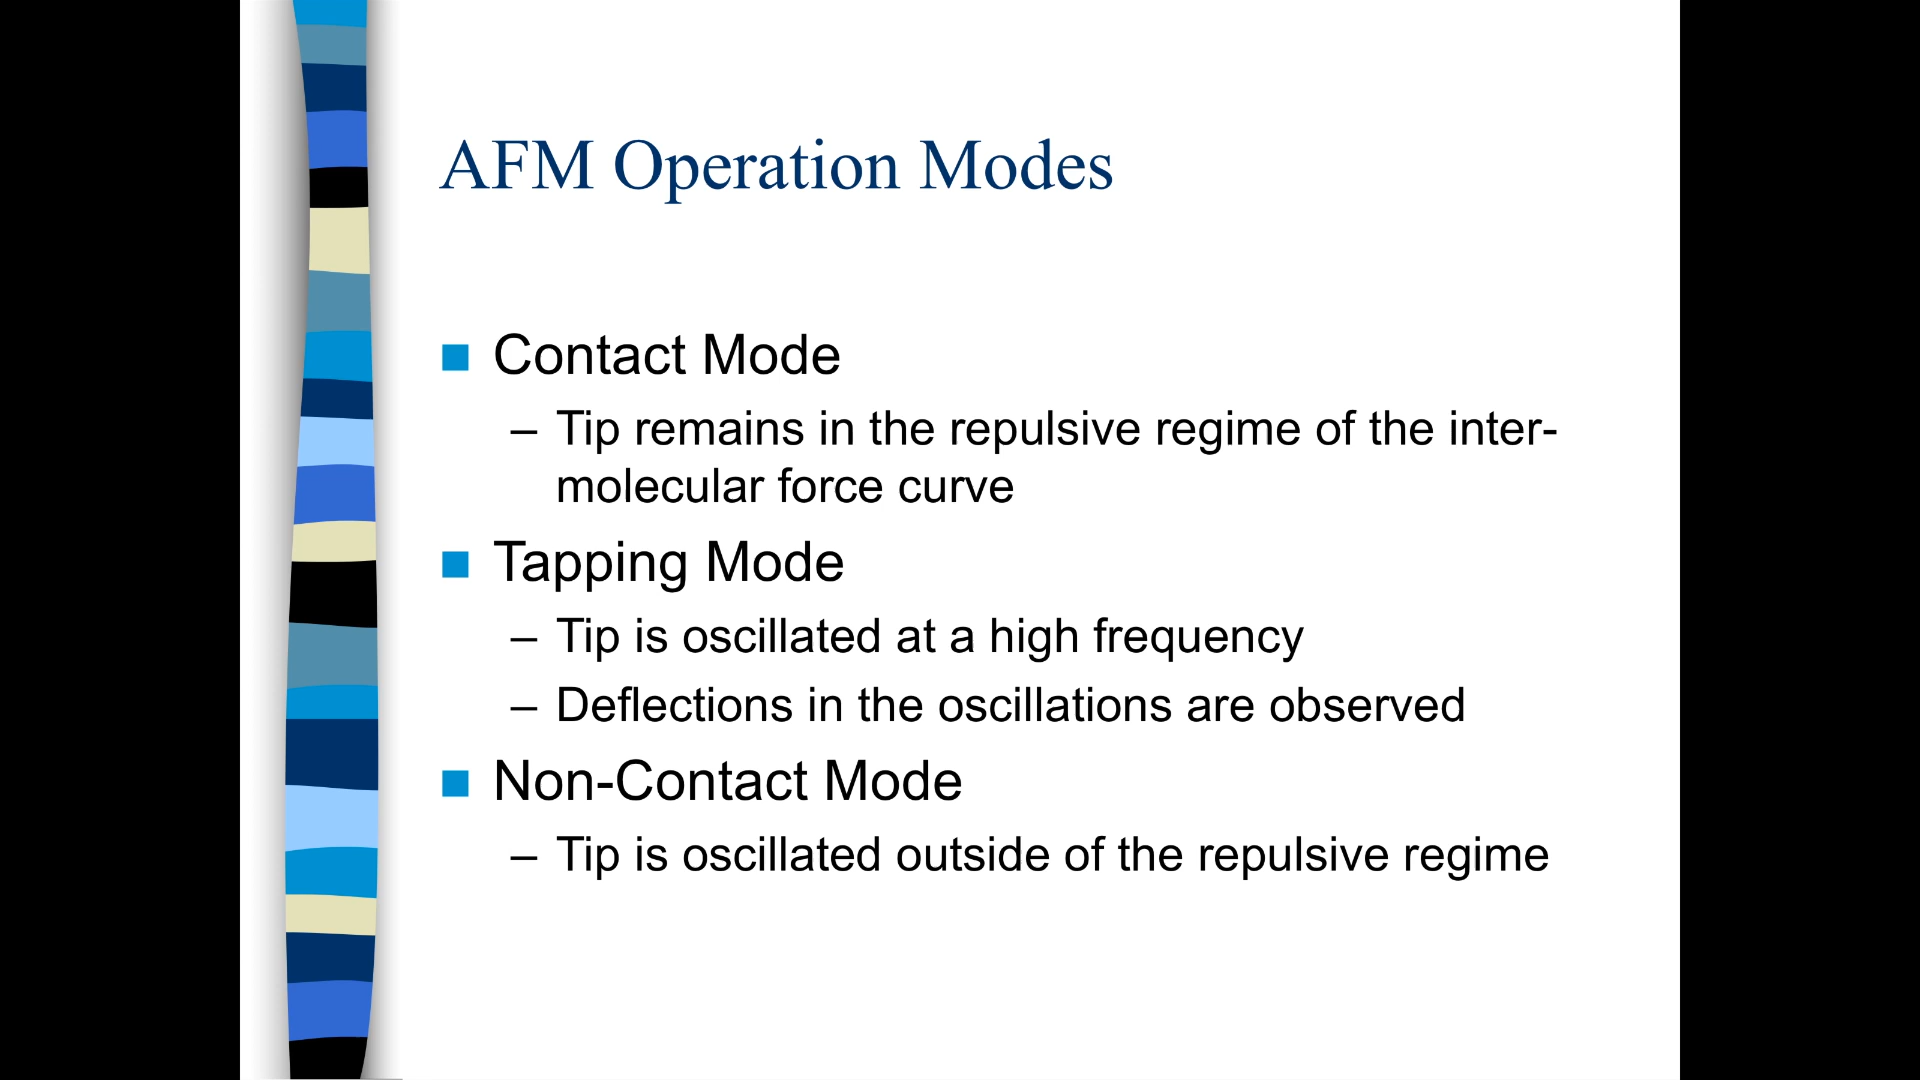 AFM Operation Modes
Contact Mode
– Tip remains in the repulsive regime of the inter-
molecular force curve
Tapping Mode
– Tip is oscillated at a high frequency
– Deflections in the oscillations are observed
Non-Contact Mode
– Tip is oscillated outside of the repulsive regime